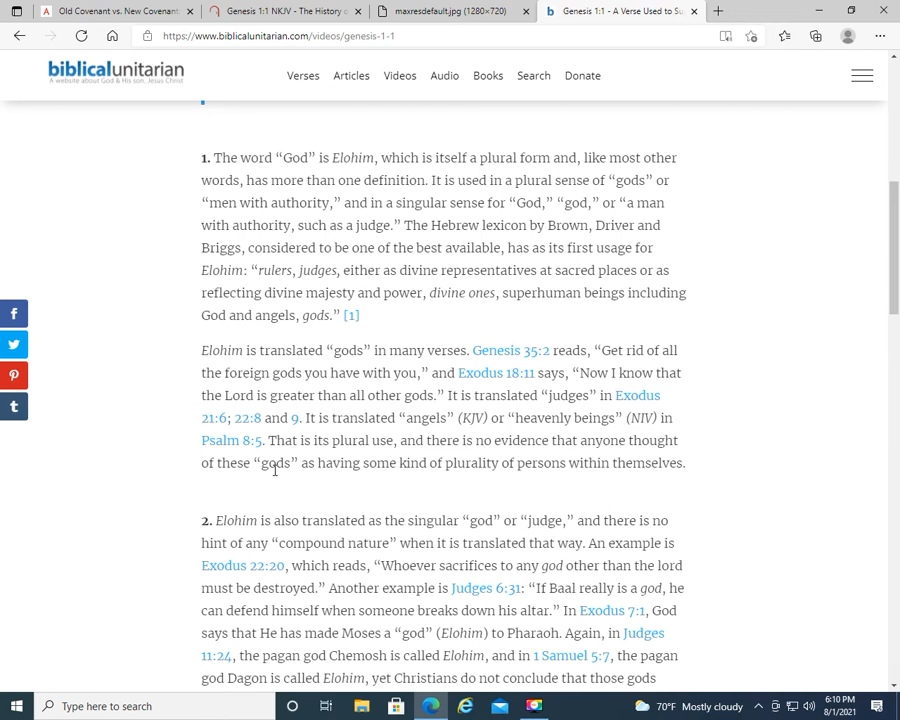 Old Covenant vs. New Covenant
Genesis 1:1 NKJV - The History o
maxresdefault.jpg (1280×720)
Genesis 1:1 - A Verse Used to Su
https://www.biblicalunitarian.com/videos/genesis-1-1
biblicalunitarian
A website about God & His son, Jesus Christ
Verses Articles Videos Audio Books Search Donate
1. The word “God” is Elohim, which is itself a plural form and, like most other
words, has more than one definition. It is used in a plural sense of “gods” or
“men with authority,” and in a singular sense for “God,” “god,” or “a man
with authority, such as a judge.” The Hebrew lexicon by Brown, Driver and
Briggs, considered to be one of the best available, has as its first usage for
Elohim: “rulers, judges, either as divine representatives at sacred places or as
reflecting divine majesty and power, divine ones, superhuman beings including
God and angels, gods.” [1]
Elohim is translated “gods” in many verses. Genesis 35:2 reads, “Get rid of all
the foreign gods you have with you,” and Exodus 18:11 says, “Now I know that
the Lord is greater than all other gods.” It is translated “judges” in Exodus
21:6; 22:8 and 9. It is translated “angels” (KJV) or “heavenly beings” (NIV) in
Psalm 8:5. That is its plural use, and there is no evidence that anyone thought
of these “gods” as having some kind of plurality of persons within themselves.
2. Elohim is also translated as the singular “god” or “judge,” and there is no
hint of any “compound nature” when it is translated that way. An example is
Exodus 22:20, which reads, “Whoever sacrifices to any god other than the lord
must be destroyed.” Another example is Judges 6:31: “If Baal really is a god, he
can defend himself when someone breaks down his altar.” In Exodus 7:1, God
says that He has made Moses a “god” (Elohim) to Pharaoh. Again, in Judges
11:24, the pagan god Chemosh is called Elohim, and in 1 Samuel 5:7, the pagan
god Dagon is called Elohim, yet Christians do not conclude that those gods
Type here to search
70°F Mostly cloudy
6:10 PM
8/1/2021